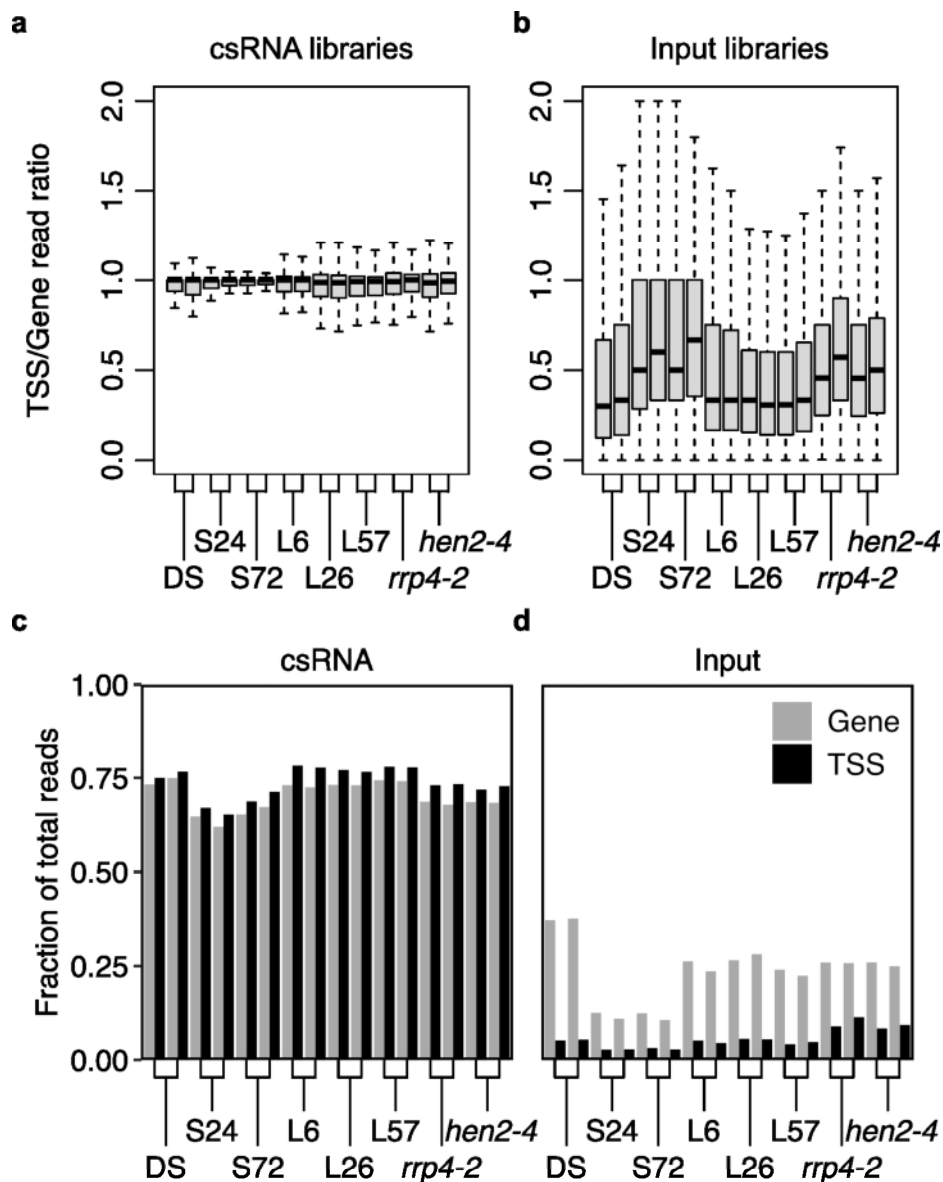 a
csRNA libraries
TSS/Gene read ratio
2.0
1.5
1.0
0.5
0.0
S24 L6 L57 hen2-4
DS S72 L26 rrp4-2
b
Input libraries
2.0
1.5
1.0
0.5
0.0
S24 L6 L57 hen2-4
DS S72 L26 rrp4-2
c
csRNA
Fraction of total reads
1.00
0.75
0.50
0.25
0.00
S24 L6 L57 hen2-4
DS S72 L26 rrp4-2
d
Input
Gene
TSS
S24 L6 L57 hen2-4
DS S72 L26 rrp4-2